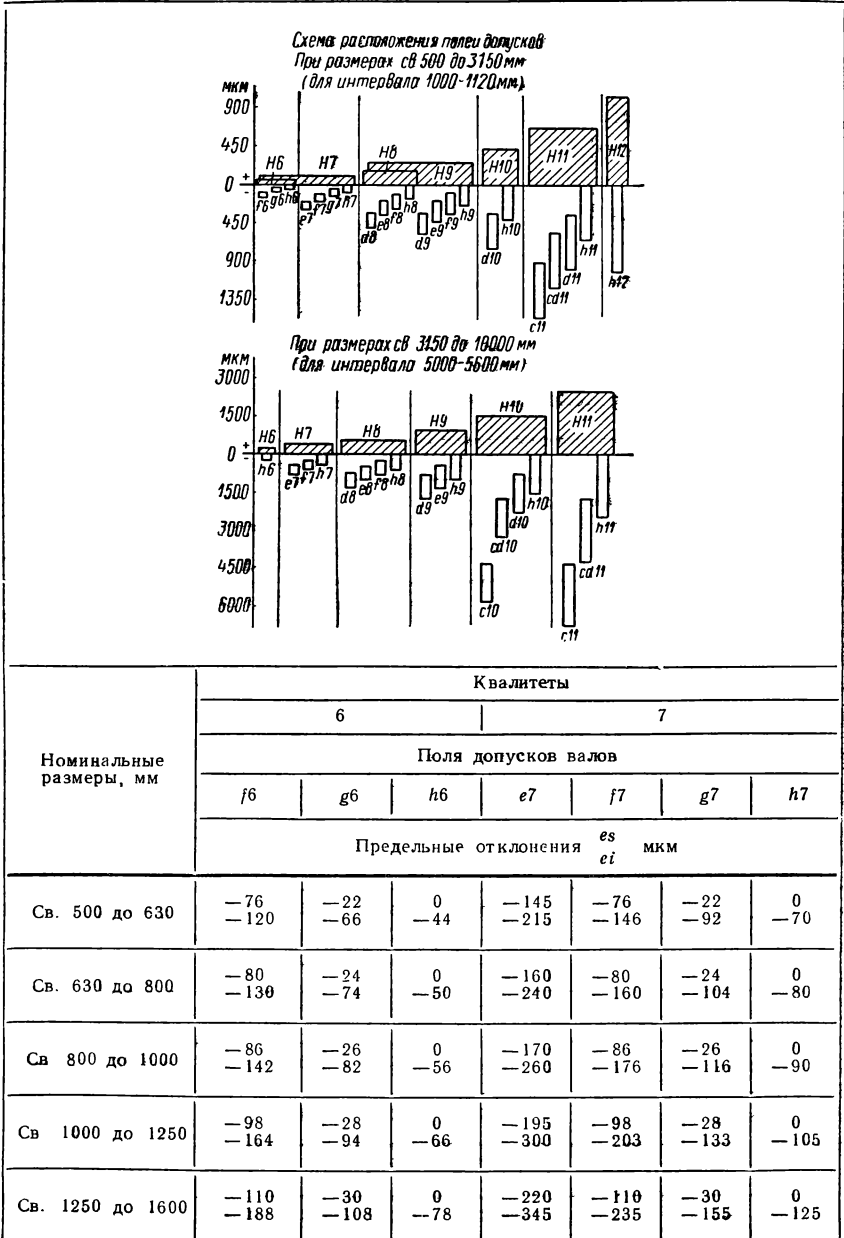 Схема расположения полей допусков
При размерах св 500 до 3150 мм
(для интервала 1000-1120 мм)
мкм
900
450
0
+
-
450
900
1350
H6
H7
H8
H9
H10
H11
H12
f6 g6 h6
e7 f7 g7 h7
d8 e8 f8 h8
d9 e9 f9 h9
d10 h10
c11 cd11 d11 h11
h12
При размерах св 3150 до 10000 мм
(для интервала 5000-5600 мм)
мкм
3000
1500
0
+
-
1500
3000
4500
6000
H6
H7
H8
H9
H10
H11
h6
e7 f7 h7
d8 e8 f8 h8
d9 e9 h9
c10 cd10 d10 h10
c11 cd11 h11
Номинальные размеры, мм
Квалитеты
6 7
Поля допусков валов
f6 g6 h6 e7 f7 g7 h7
Предельные отклонения es ei мкм
Св. 500 до 630
—76 —22 0 —145 —76 —22 0
—120 —66 —44 —215 —146 —92 —70
Св. 630 до 800
—80 —24 0 —160 —80 —24 0
—130 —74 —50 —240 —160 —104 —80
Св 800 до 1000
—86 —26 0 —170 —86 —26 0
—142 —82 —56 —260 —176 —116 —90
Св 1000 до 1250
—98 —28 0 —195 —98 —28 0
—164 —94 —66 —300 —203 —133 —105
Св. 1250 до 1600
—110 —30 0 —220 —110 —30 0
—188 —108 —78 —345 —235 —155 —125